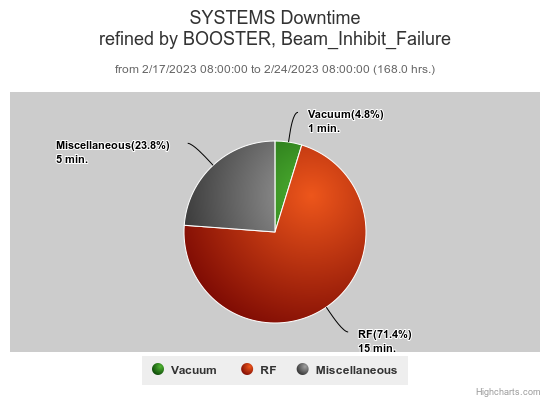 SYSTEMS Downtime
refined by BOOSTER, Beam_Inhibit_Failure
from 2/17/2023 08:00:00 to 2/24/2023 08:00:00 (168.0 hrs.)
Vacuum(4.8%)
1 min.
Miscellaneous(23.8%)
5 min.
RF(71.4%)
15 min.
Vacuum RF Miscellaneous
Highcharts.com